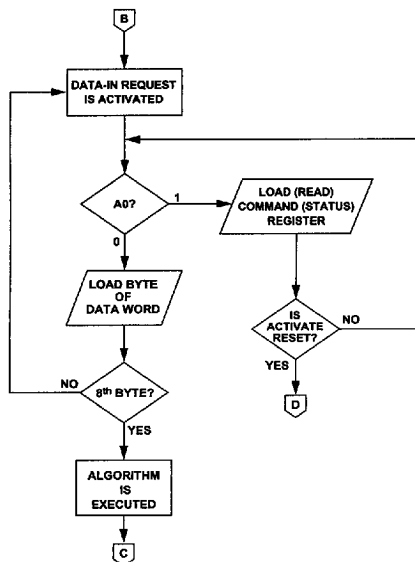 B
DATA-IN REQUEST
IS ACTIVATED
A0?
1
0
LOAD (READ)
COMMAND (STATUS)
REGISTER
LOAD BYTE
OF
DATA WORD
IS
ACTIVATE
RESET?
NO
YES
D
8th BYTE?
NO
YES
ALGORITHM
IS
EXECUTED
C